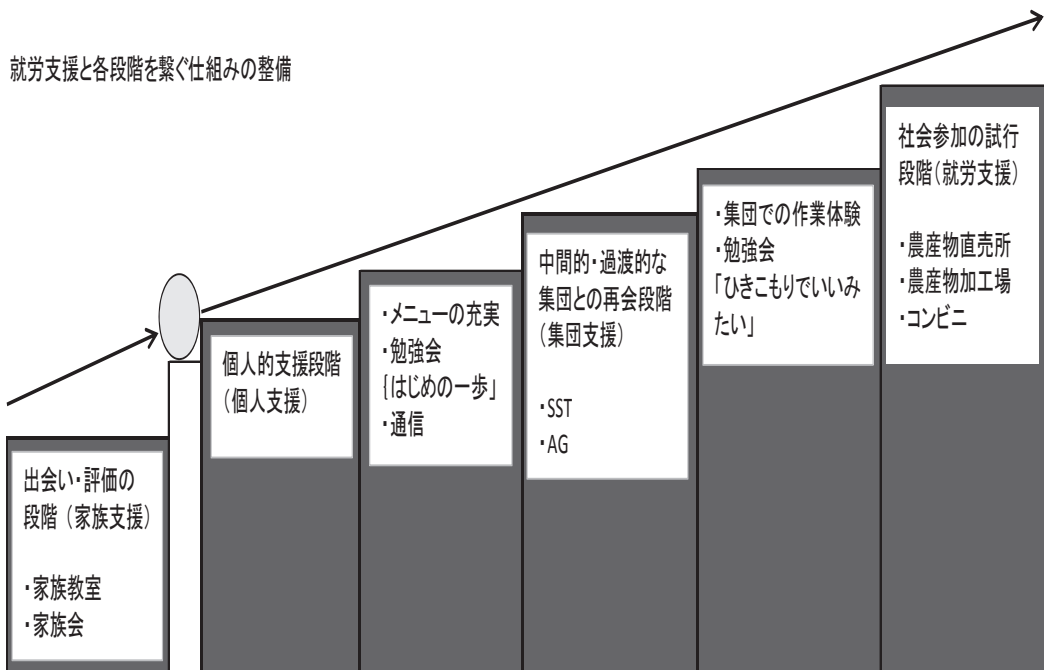 就労支援と各段階を繋ぐ仕組みの整備
出会い・評価の
段階（家族支援）
・家族教室
・家族会
個人的支援段階
（個人支援）
・メニューの充実
・勉強会
{はじめの一歩」
・通信
中間的・過渡的な
集団との再会段階
（集団支援）
・SST
・AG
・集団での作業体験
・勉強会
「ひきこもりでいいみ
たい」
社会参加の試行
段階（就労支援）
・農産物直売所
・農産物加工場
・コンビニ